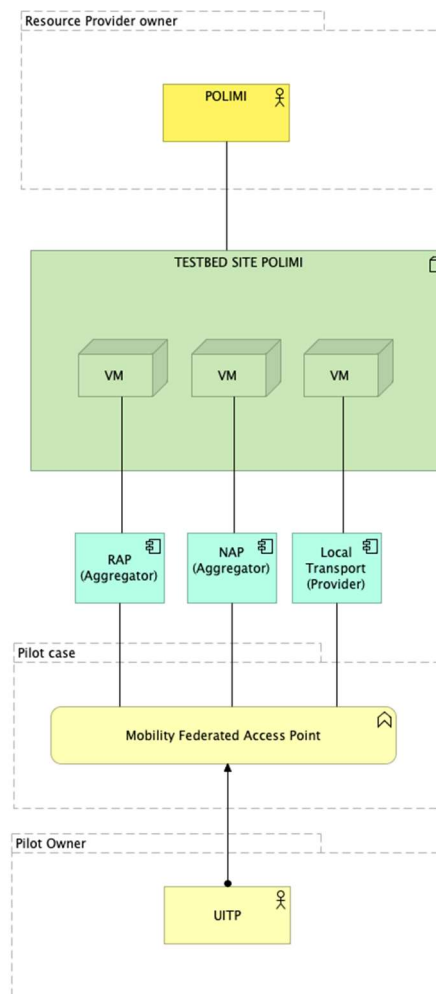 Resource Provider owner
POLIMI
TESTBED SITE POLIMI
VM
VM
VM
RAP
(Aggregator)
NAP
(Aggregator)
Local
Transport
(Provider)
Pilot case
Mobility Federated Access Point
Pilot Owner
UITP